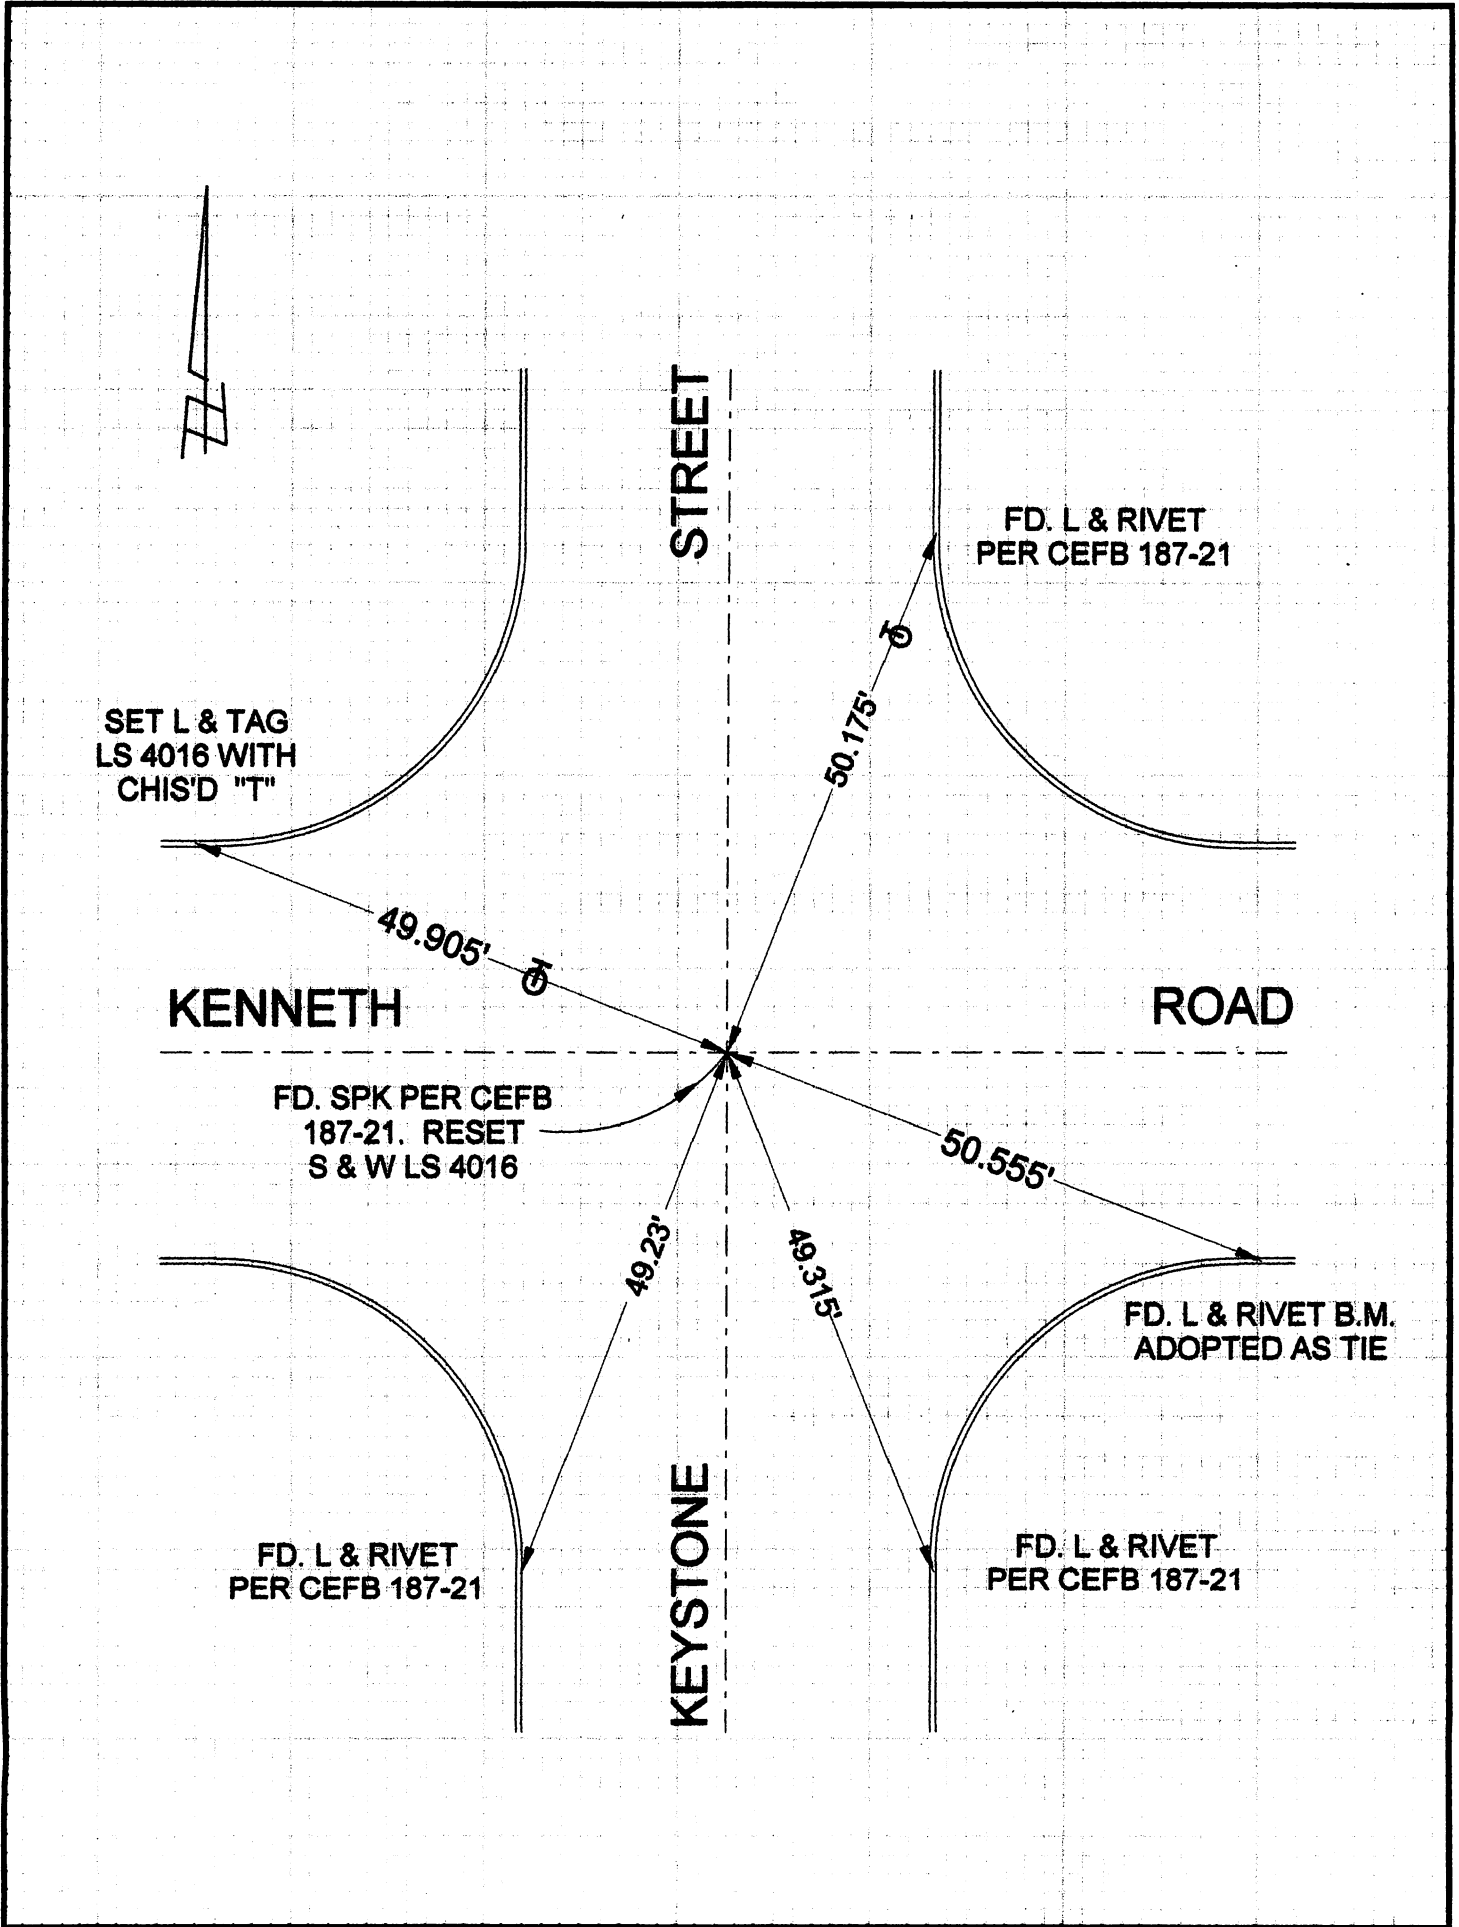 STREET
FD. L & RIVET
PER CEFB 187-21
50.175'
SET L & TAG
LS 4016 WITH
CHIS'D "T"
49.905'
KENNETH
ROAD
FD. SPK PER CEFB
187-21. RESET
S & W LS 4016
50.555'
49.23'
49.315'
FD. L & RIVET B.M.
ADOPTED AS TIE
KEYSTONE
FD. L & RIVET
PER CEFB 187-21
FD. L & RIVET
PER CEFB 187-21